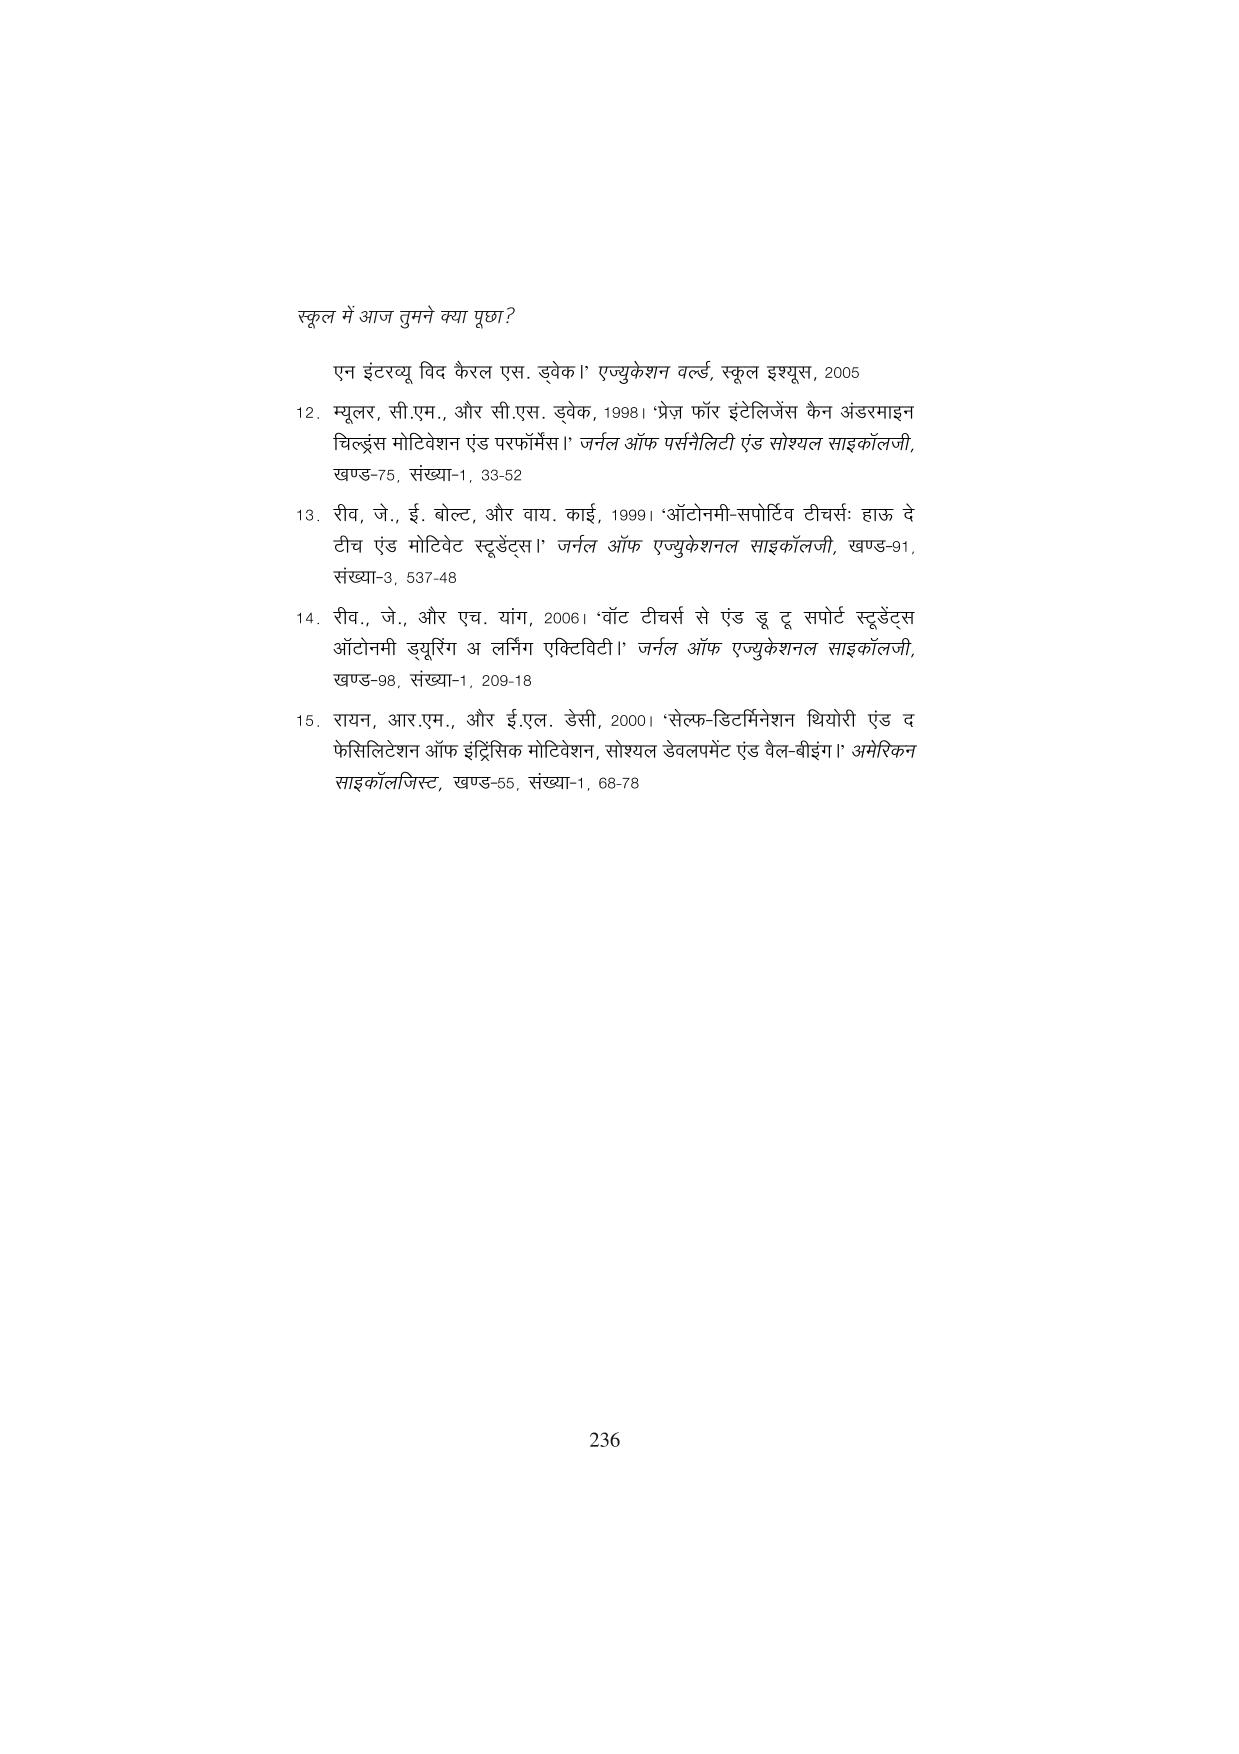 स्कूल में आज तुमने क्या पूछा?
एन इंटरव्यू विद कैरल एस. ड्वेक।’ एज्युकेशन वर्ल्ड, स्कूल इश्यूस, 2005
12. म्यूलर, सी.एम., और सी.एस. ड्वेक, 1998। ‘प्रेज़ फॉर इंटेलिजेंस कैन अंडरमाइन
चिल्ड्रंस मोटिवेशन एंड परफॉर्मेंस।’ जर्नल ऑफ पर्सनैलिटी एंड सोश्यल साइकॉलजी,
खण्ड-75, संख्या-1, 33-52
13. रीव, जे., ई. बोल्ट, और वाय. काई, 1999। ‘ऑटोनमी-सपोर्टिव टीचर्सः हाऊ दे
टीच एंड मोटिवेट स्टूडेंट्स।’ जर्नल ऑफ एज्युकेशनल साइकॉलजी, खण्ड-91,
संख्या-3, 537-48
14. रीव., जे., और एच. यांग, 2006। ‘वॉट टीचर्स से एंड डू टू सपोर्ट स्टूडेंट्स
ऑटोनमी ड्यूरिंग अ लर्निंग एक्टिविटी।’ जर्नल ऑफ एज्युकेशनल साइकॉलजी,
खण्ड-98, संख्या-1, 209-18
15. रायन, आर.एम., और ई.एल. डेसी, 2000। ‘सेल्फ-डिटर्मिनेशन थियोरी एंड द
फेसिलिटेशन ऑफ इंट्रिंसिक मोटिवेशन, सोश्यल डेवलपमेंट एंड वैल-बीइंग।’ अमेरिकन
साइकॉलजिस्ट, खण्ड-55, संख्या-1, 68-78
236